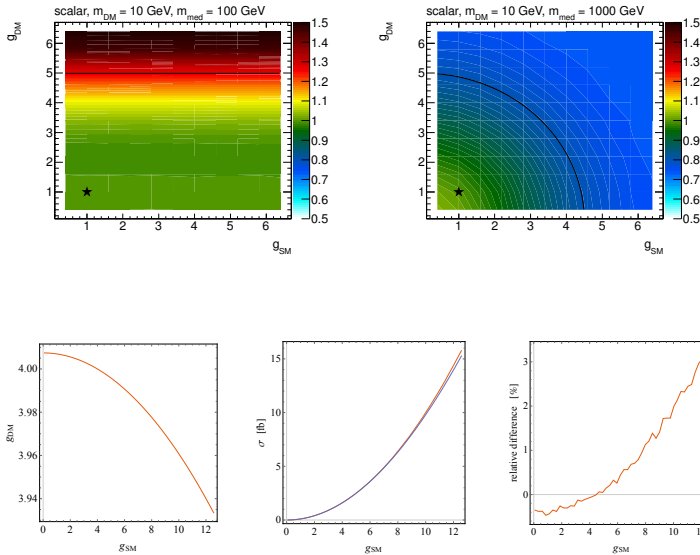 scalar, m_DM = 10 GeV, m_med = 100 GeV
g_DM
6
5
4
3
2
1
1 2 3 4 5 6
g_SM
1.5
1.4
1.3
1.2
1.1
1
0.9
0.8
0.7
0.6
0.5
scalar, m_DM = 10 GeV, m_med = 1000 GeV
g_DM
6
5
4
3
2
1
1 2 3 4 5 6
g_SM
1.5
1.4
1.3
1.2
1.1
1
0.9
0.8
0.7
0.6
0.5
g_DM
4.00
3.98
3.96
3.94
0 2 4 6 8 10 12
g_SM
σ [fb]
15
10
5
0
0 2 4 6 8 10 12
g_SM
relative difference [%]
3
2
1
0
0 2 4 6 8 10
g_SM